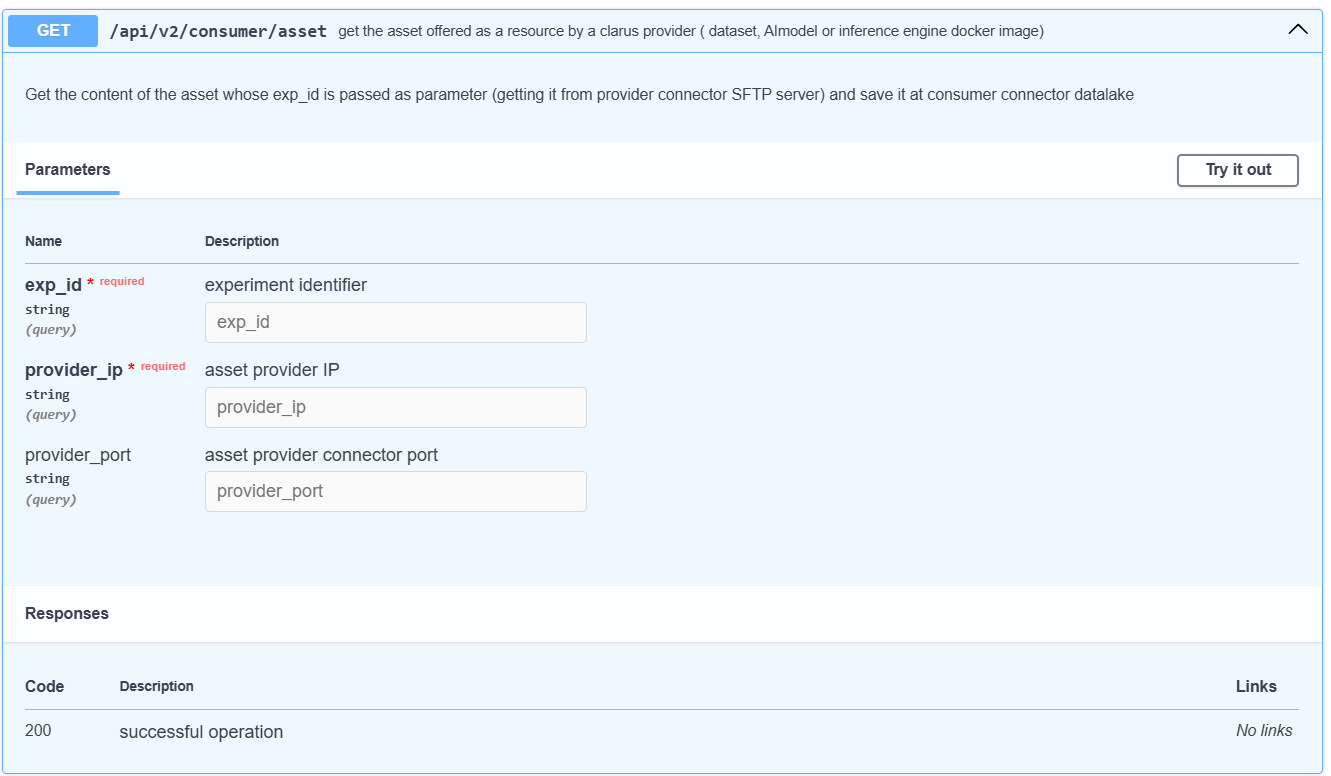 GET /api/v2/consumer/asset get the asset offered as a resource by a clarus provider ( dataset, AImodel or inference engine docker image)
Get the content of the asset whose exp_id is passed as parameter (getting it from provider connector SFTP server) and save it at consumer connector datalake
Parameters Try it out
Name Description
exp_id * required experiment identifier
string exp_id
(query)
provider_ip * required asset provider IP
string provider_ip
(query)
provider_port asset provider connector port
string provider_port
(query)
Responses
Code Description Links
200 successful operation No links